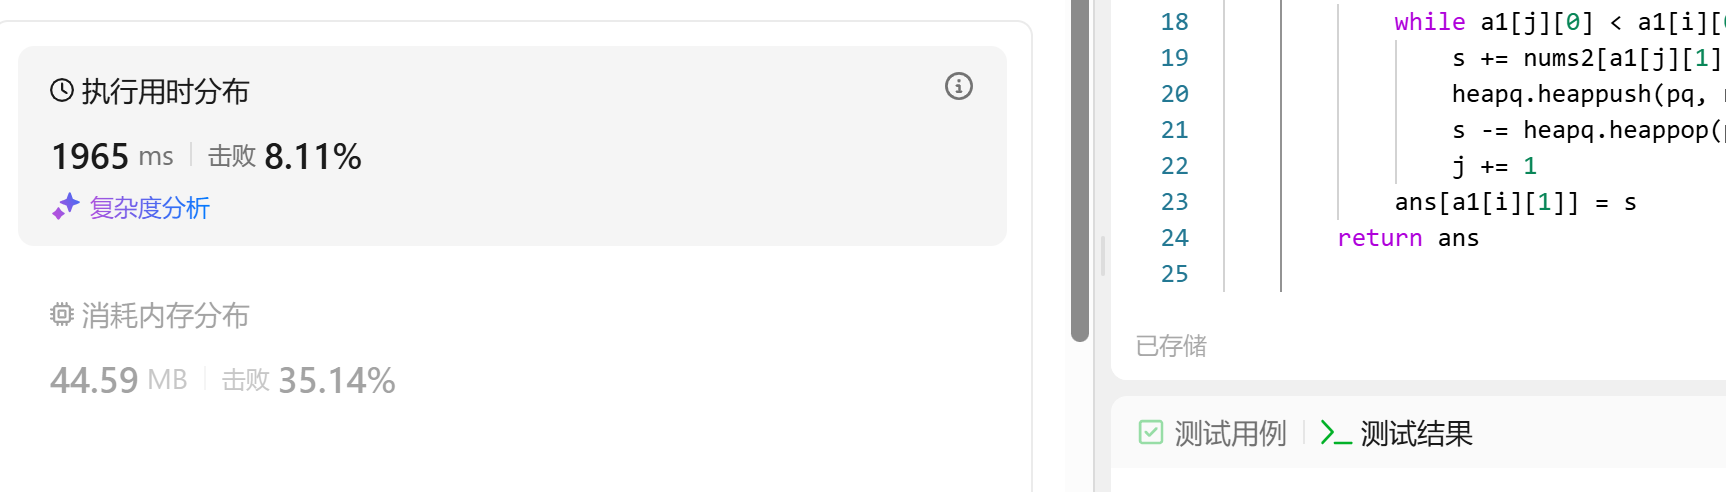 执行用时分布
1965 ms 击败 8.11%
复杂度分析
消耗内存分布
44.59 MB 击败 35.14%
18 while a1[j][0] < a1[i][
19 s += nums2[a1[j][1]
20 heapq.heappush(pq,
21 s -= heapq.heappop(
22 j += 1
23 ans[a1[i][1]] = s
24 return ans
25
已存储
测试用例 >_ 测试结果